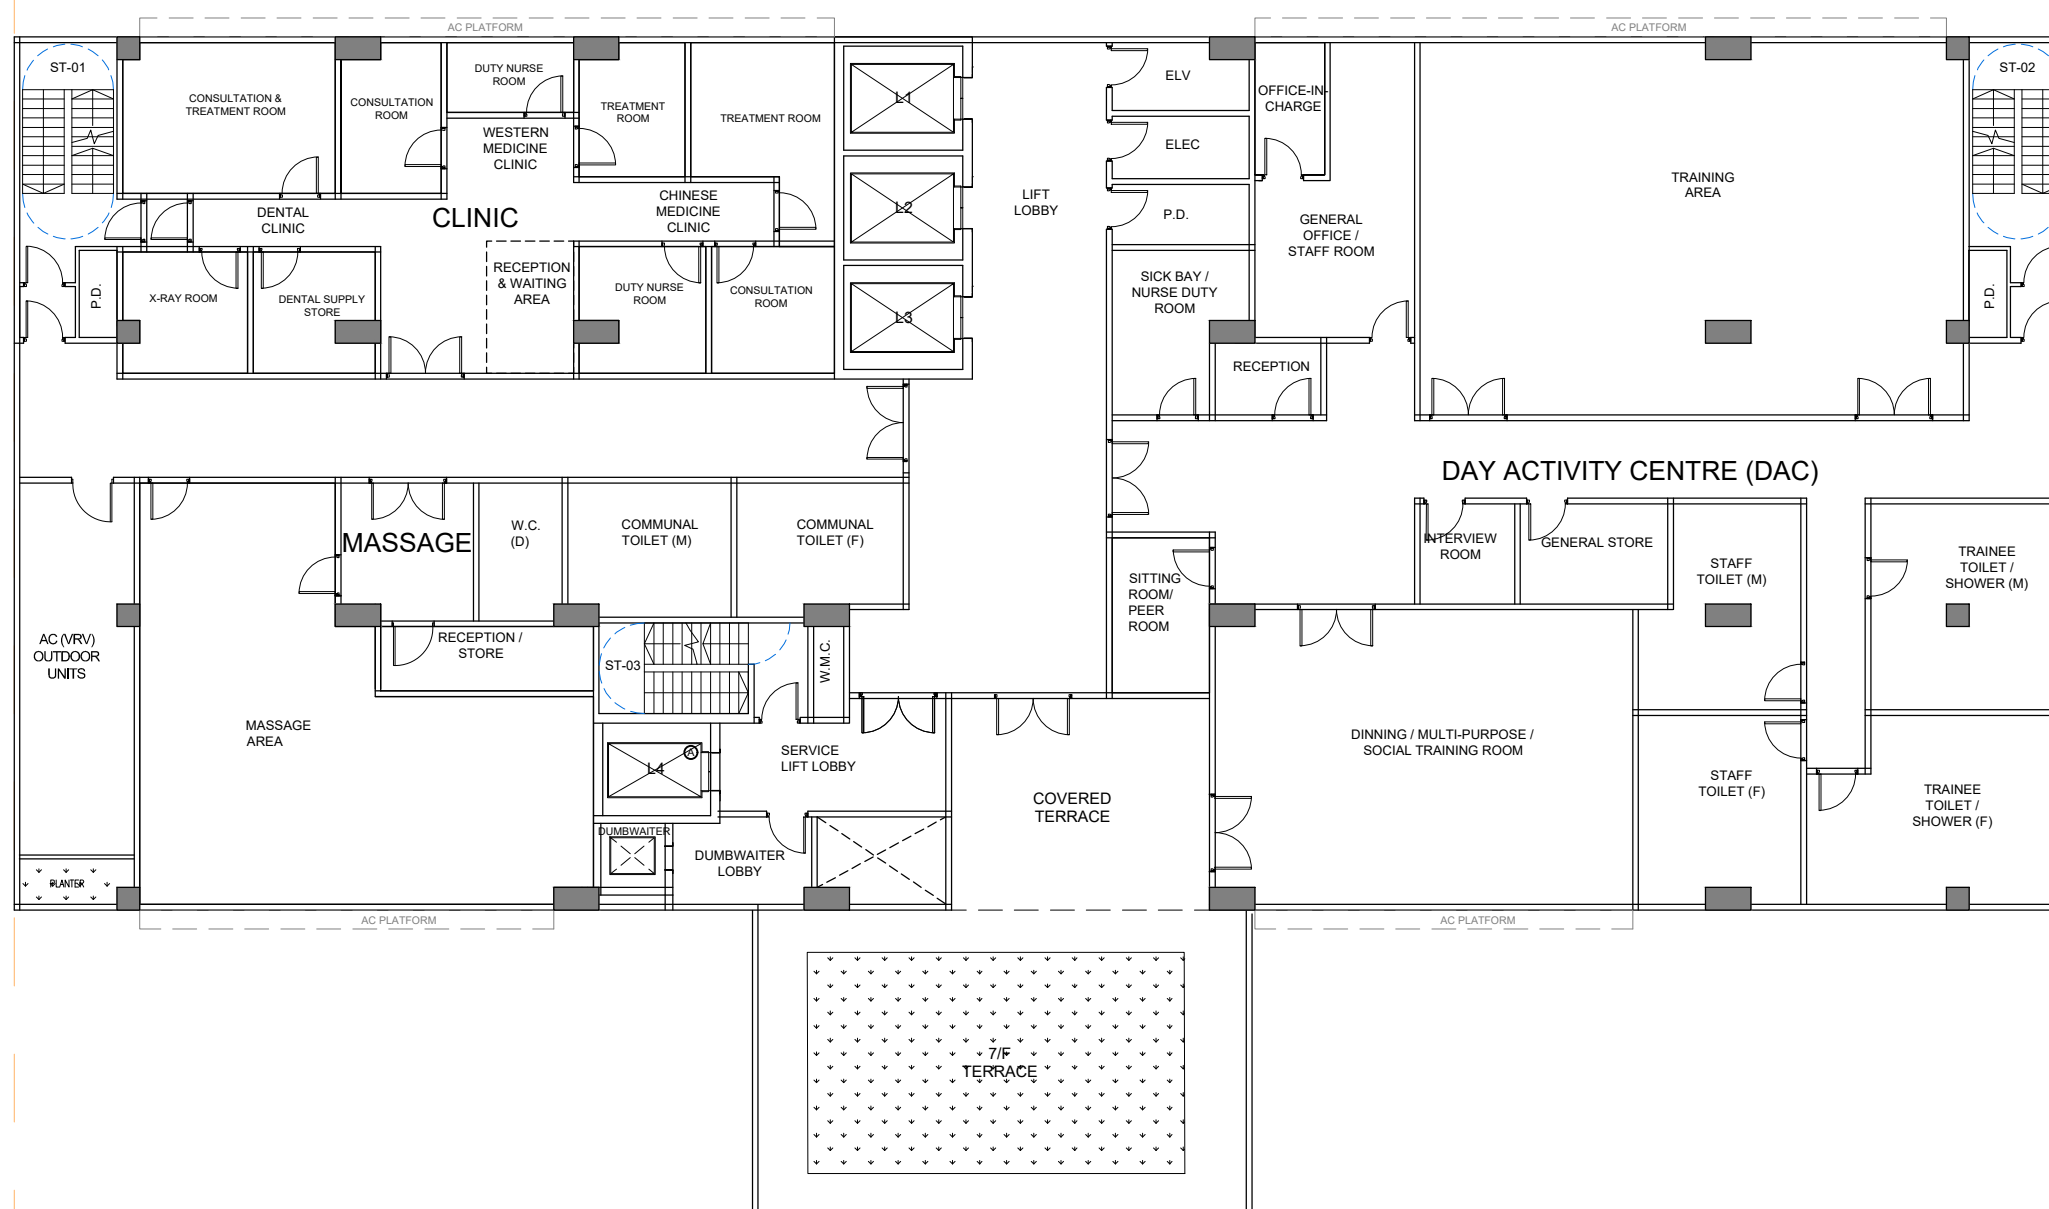 AC PLATFORM
AC PLATFORM
ST-01
CONSULTATION &
TREATMENT ROOM
CONSULTATION
ROOM
DUTY NURSE
ROOM
WESTERN
MEDICINE
CLINIC
TREATMENT
ROOM
TREATMENT ROOM
L1
L2
L3
LIFT
LOBBY
ELV
ELEC
P.D.
OFFICE-IN-
CHARGE
GENERAL
OFFICE /
STAFF ROOM
TRAINING
AREA
ST-02
DENTAL
CLINIC
CLINIC
CHINESE
MEDICINE
CLINIC
P.D.
X-RAY ROOM
DENTAL SUPPLY
STORE
RECEPTION
& WAITING
AREA
DUTY NURSE
ROOM
CONSULTATION
ROOM
SICK BAY /
NURSE DUTY
ROOM
RECEPTION
P.D.
DAY ACTIVITY CENTRE (DAC)
MASSAGE
W.C.
(D)
COMMUNAL
TOILET (M)
COMMUNAL
TOILET (F)
SITTING
ROOM/
PEER
ROOM
INTERVIEW
ROOM
GENERAL STORE
STAFF
TOILET (M)
TRAINEE
TOILET /
SHOWER (M)
AC (VRV)
OUTDOOR
UNITS
RECEPTION /
STORE
ST-03
W.M.C.
MASSAGE
AREA
L4
A
SERVICE
LIFT LOBBY
COVERED
TERRACE
DINNING / MULTI-PURPOSE /
SOCIAL TRAINING ROOM
STAFF
TOILET (F)
TRAINEE
TOILET /
SHOWER (F)
DUMBWAITER
DUMBWAITER
LOBBY
PLANTER
AC PLATFORM
AC PLATFORM
7/F
TERRACE